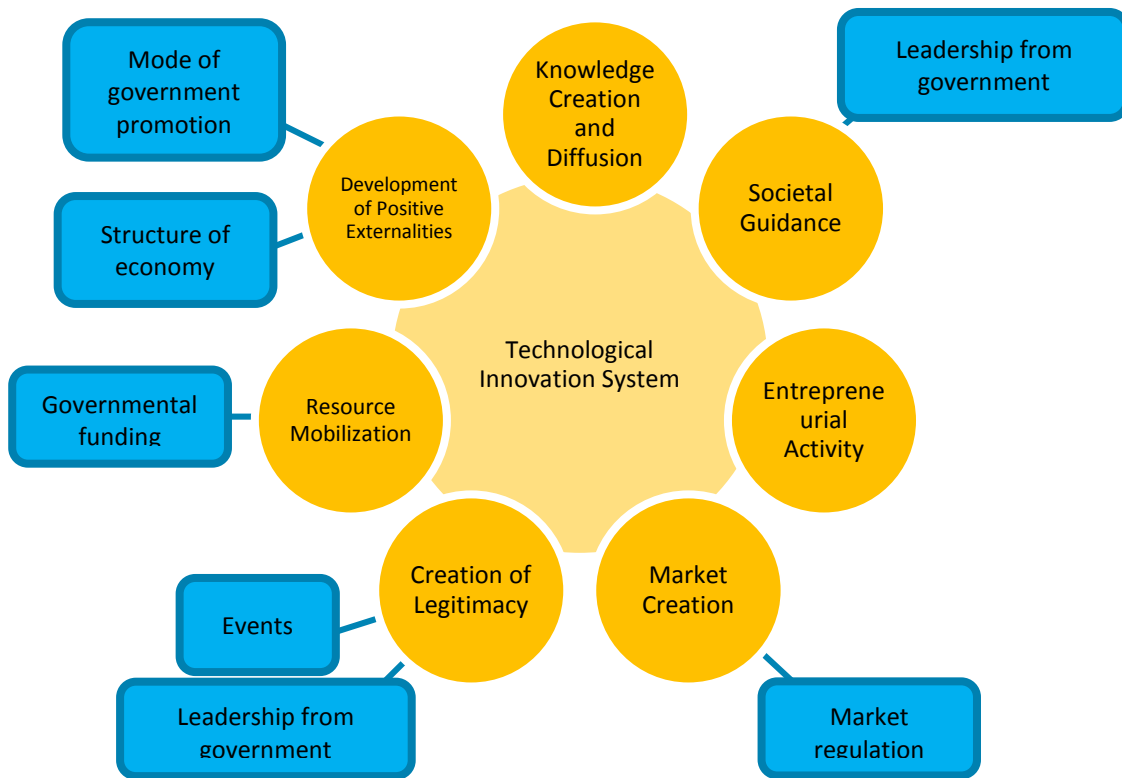 Mode of
government
promotion
Knowledge
Creation
and
Diffusion
Leadership from
government
Development
of Positive
Externalities
Societal
Guidance
Structure of
economy
Technological
Innovation System
Governmental
funding
Resource
Mobilization
Entreprene
urial
Activity
Creation of
Legitimacy
Market
Creation
Events
Leadership from
government
Market
regulation